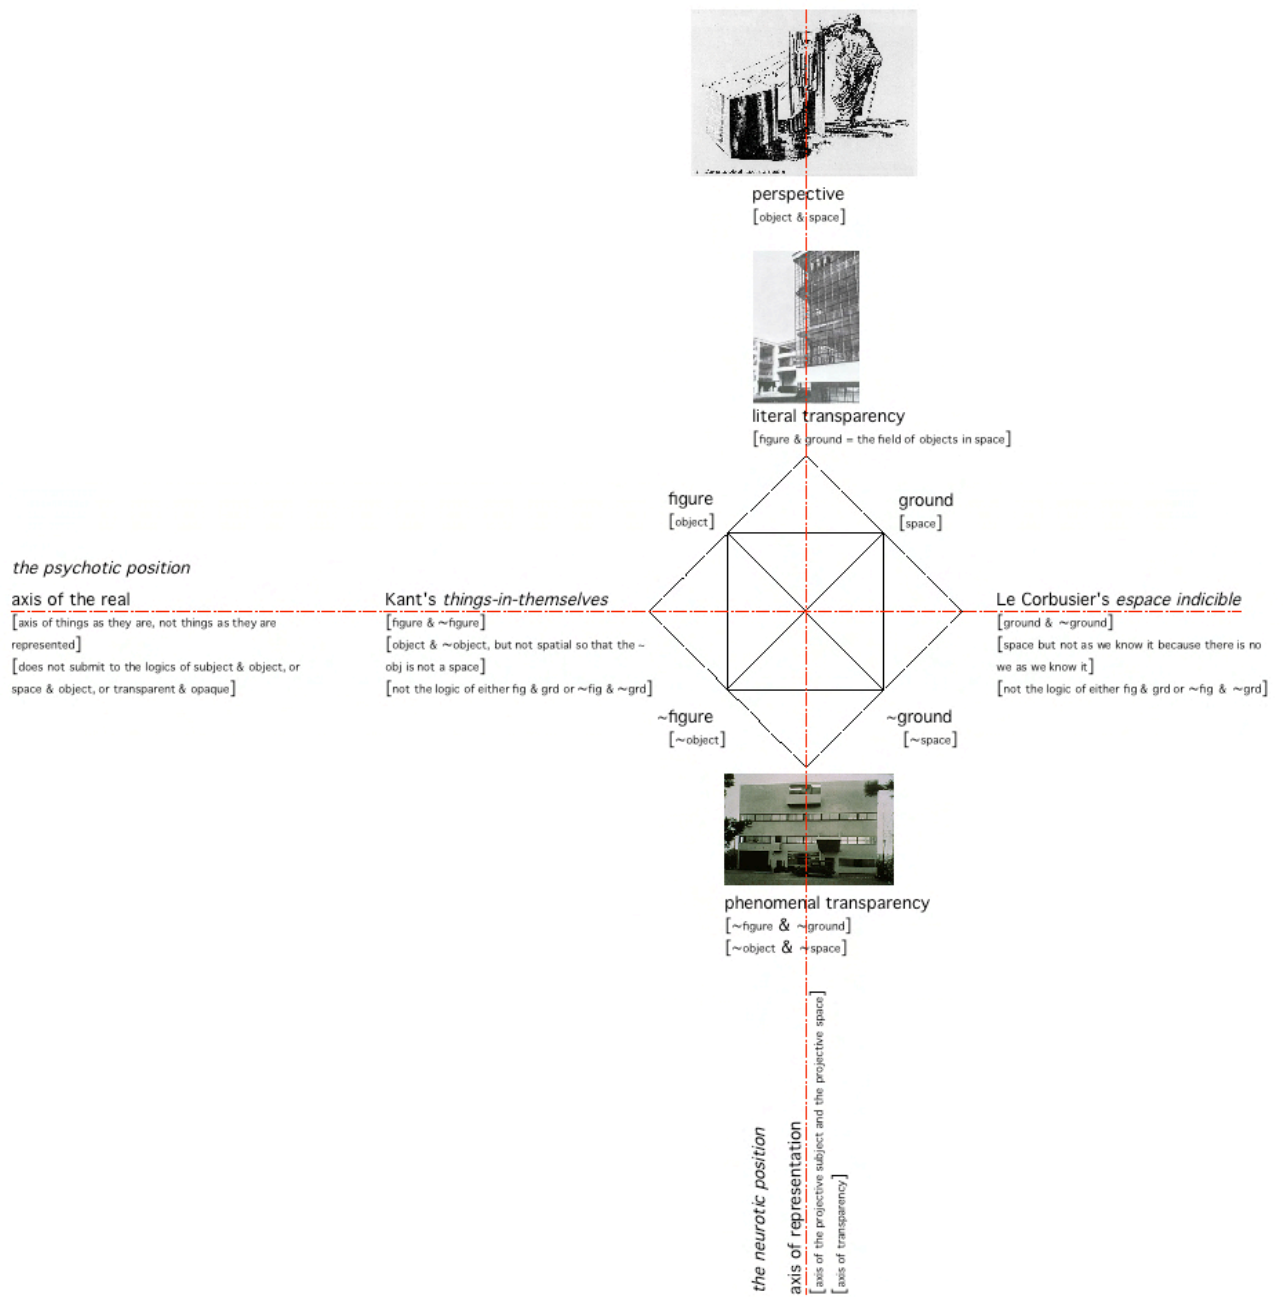 perspective
[object & space]
literal transparency
[figure & ground = the field of objects in space]
figure
[object]
ground
[space]
the psychotic position
axis of the real
[axis of things as they are, not things as they are
represented]
[does not submit to the logics of subject & object, or
space & object, or transparent & opaque]
Kant's things-in-themselves
[figure & ~figure]
[object & ~object, but not spatial so that the ~
obj is not a space]
[not the logic of either fig & grd or ~fig & ~grd]
Le Corbusier's espace indicible
[ground & ~ground]
[space but not as we know it because there is no
we as we know it]
[not the logic of either fig & grd or ~fig & ~grd]
~figure
[~object]
~ground
[~space]
phenomenal transparency
[~figure & ~ground]
[~object & ~space]
the neurotic position
axis of representation
[axis of the projective subject and the projective space]
[axis of transparency]